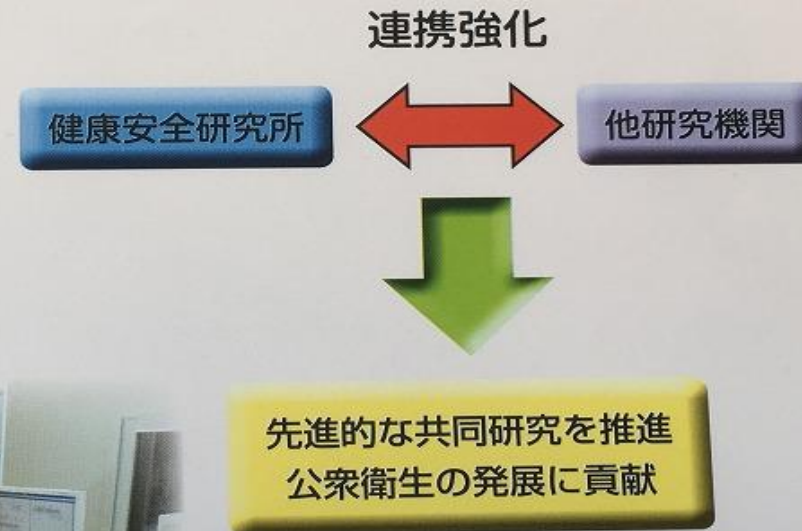 連携強化
健康安全研究所
他研究機関
先進的な共同研究を推進
公衆衛生の発展に貢献